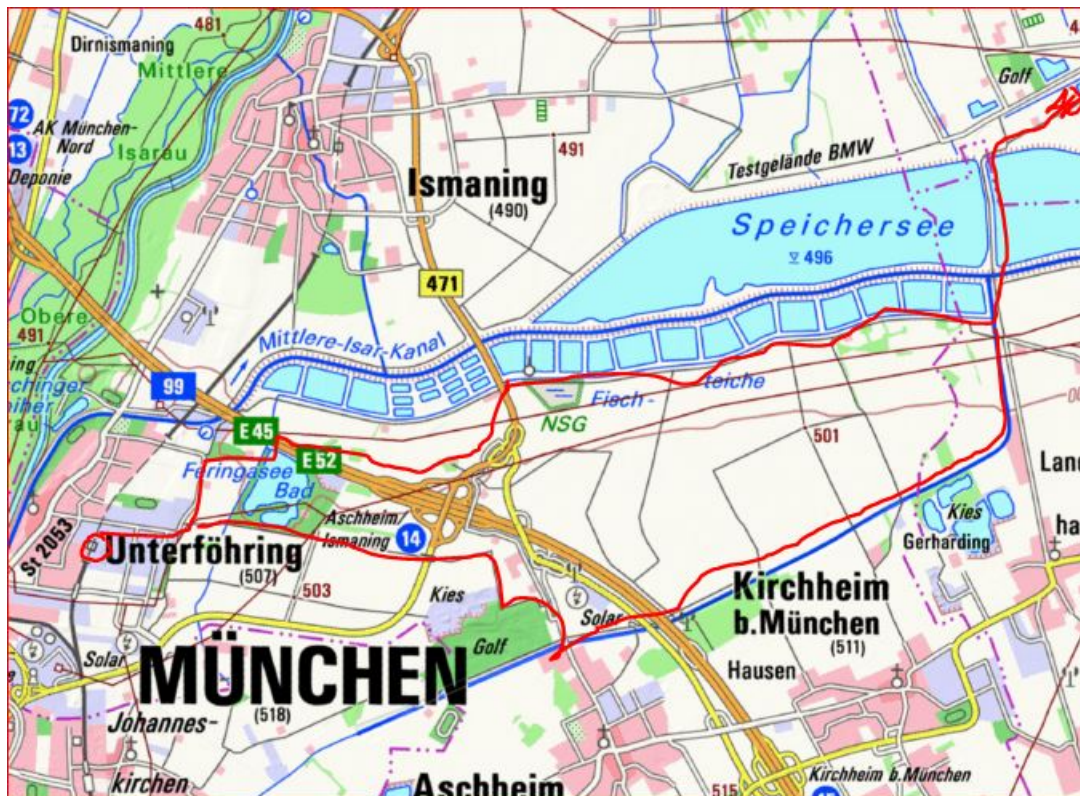 481
Dirnismaning
Mittlere
72
13
AK München-
Nord
Isarau
Deponie
Golf
491
Testgelände BMW
Ismaning
(490)
Speichersee
496
471
Obere
491
Mittlere-Isar-Kanal
99
E 45
E 52
Fisch-
teiche
NSG
501
Feringasee
Bad
Aschheim/
Ismaning
14
St 2053
Unterföhring
(507)
503
Kies
Gerharding
Kies
Solar
Golf
Kirchheim
b.München
(511)
Hausen
Solar
MÜNCHEN
(518)
Johannes-
kirchen
Aschheim
515
Kirchheim b.München